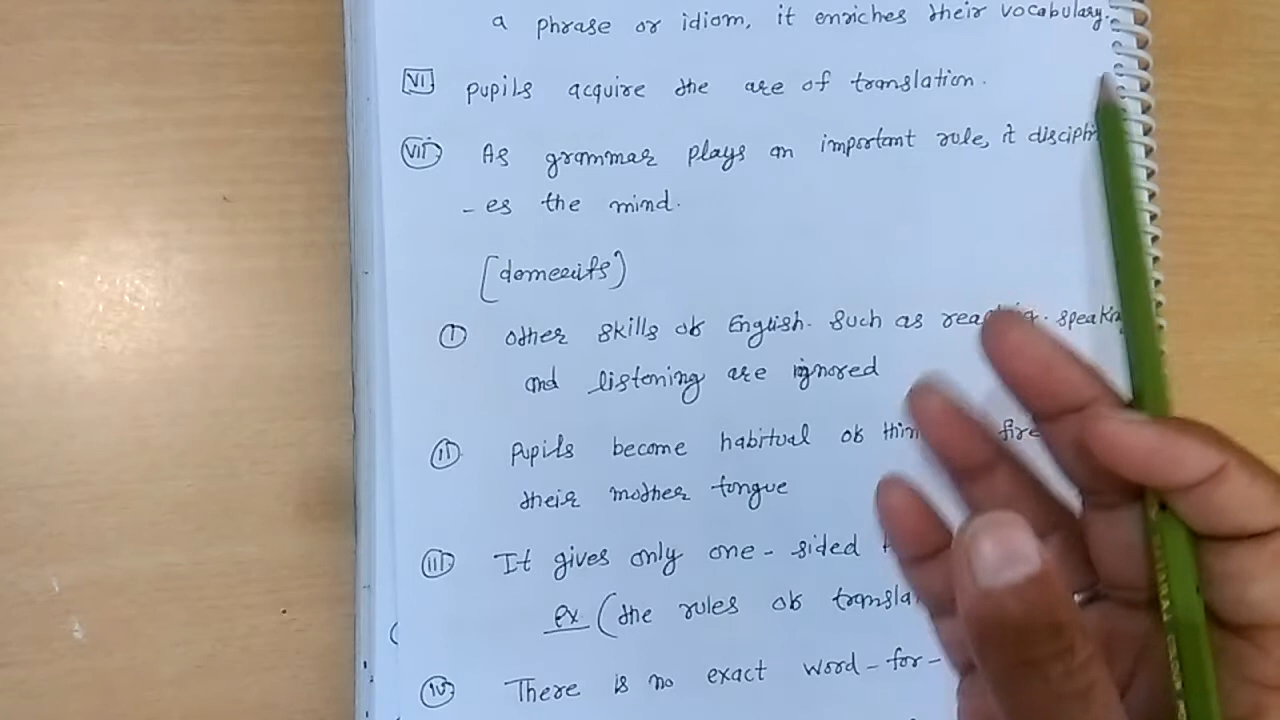 a phrase or idiom, it enriches their vocabulary.
VI pupils acquire the are of translation.
VII As grammar plays an important role, it
- es the mind.
[demerits)
I other skills of English. Such as
and listening are ignored
II Pupils become habitual of
their mother tongue
III It gives only one - sided
ex (the rules of
IV There is no exact word - for -